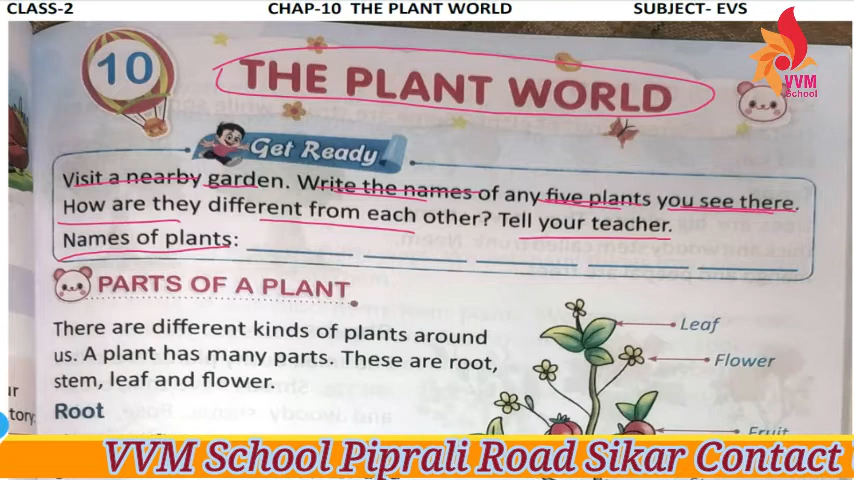 CLASS-2 CHAP-10 THE PLANT WORLD SUBJECT- EVS
VVM
School
10
THE PLANT WORLD
Get Ready
Visit a nearby garden. Write the names of any five plants you see there.
How are they different from each other? Tell your teacher.
Names of plants:
PARTS OF A PLANT
There are different kinds of plants around
us. A plant has many parts. These are root,
stem, leaf and flower.
Root
Leaf
Flower
Fruit
tory.
VVM School Piprali Road Sikar Contact